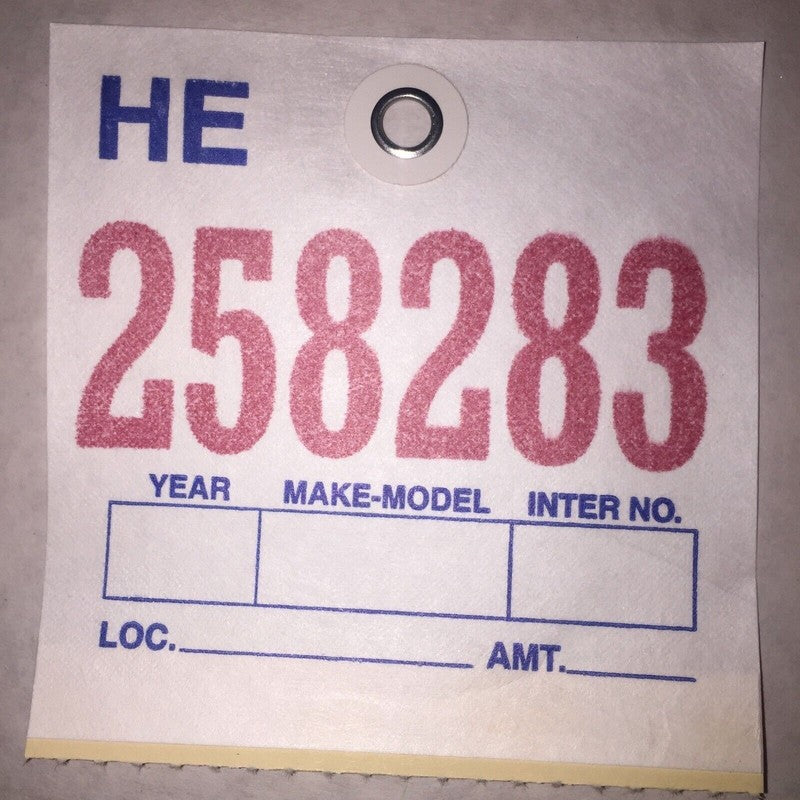 HE
258283
YEAR MAKE-MODEL INTER NO.
LOC. AMT.